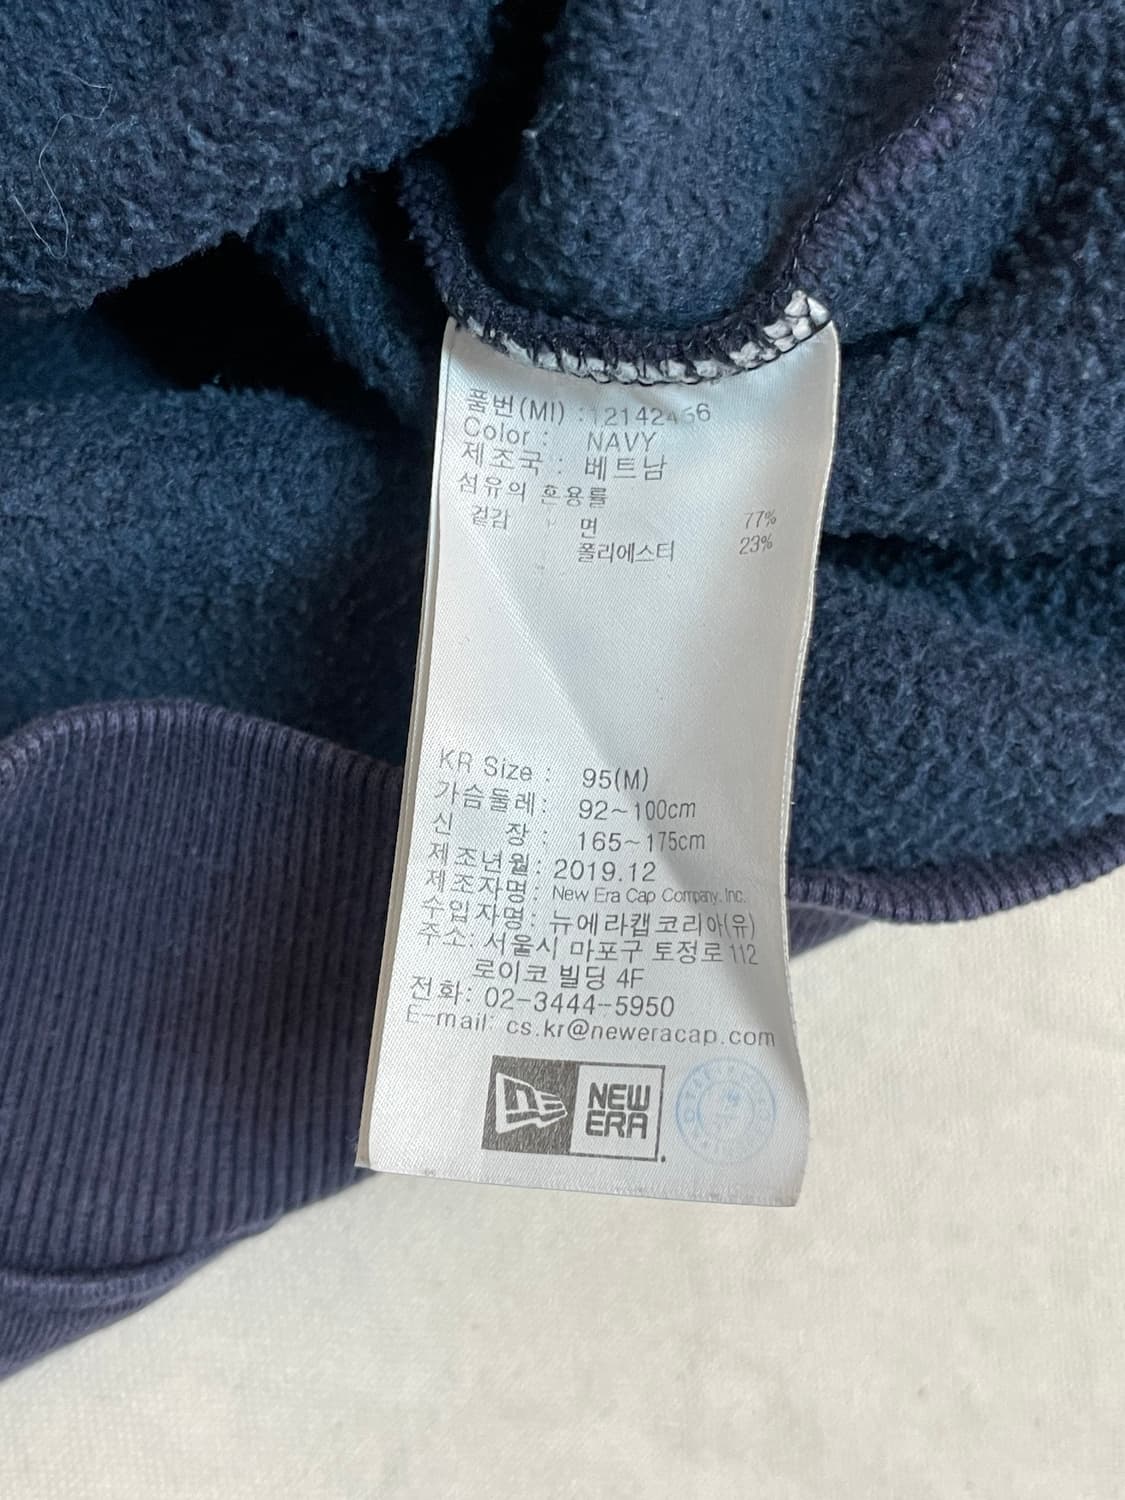 품번(MI) :
Color : NAVY
제조국 : 베트남
섬유의 혼용률
겉감 : 면 77%
폴리에스터 23%
KR Size : 95(M)
가슴둘레: 92~100cm
신 장 : 165~175cm
제조년월: 2019.12
제조자명: New Era Cap Company. Inc.
수입자명: 뉴에라캡코리아(유)
주소: 서울시 마포구 토정로 112
로이코 빌딩 4F
전화: 02-3444-5950
E-mail: cs.kr@neweracap.com
NEW
ERA